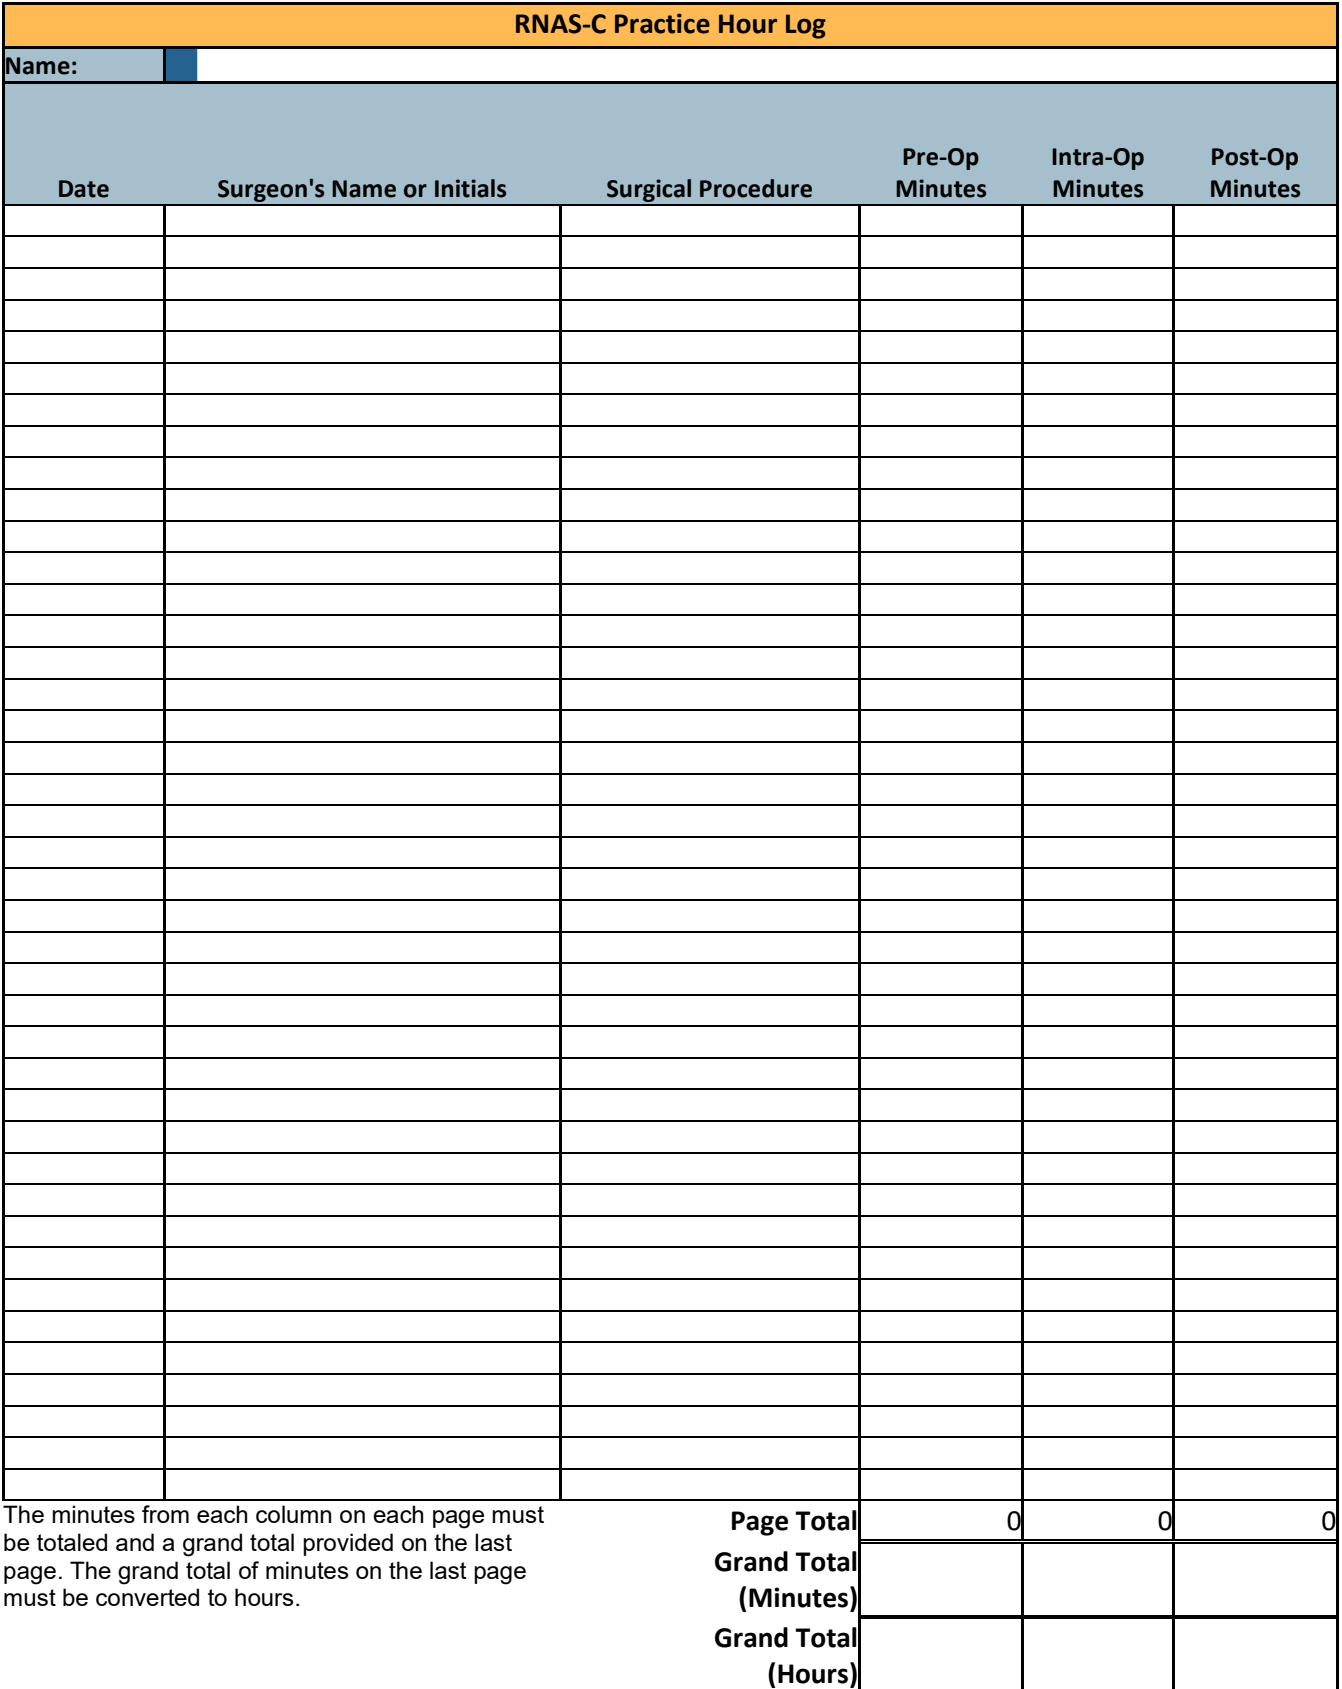 RNAS-C Practice Hour Log
Name:
Date Surgeon's Name or Initials Surgical Procedure Pre-Op Minutes Intra-Op Minutes Post-Op Minutes
The minutes from each column on each page must
be totaled and a grand total provided on the last
page. The grand total of minutes on the last page
must be converted to hours.
Page Total 0 0 0
Grand Total
(Minutes)
Grand Total
(Hours)